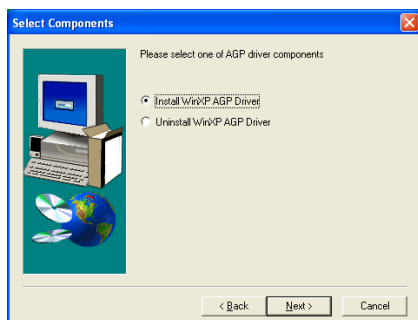 Select Components
Please select one of AGP driver components
Install WinXP AGP Driver
Uninstall WinXP AGP Driver
< Back
Next >
Cancel